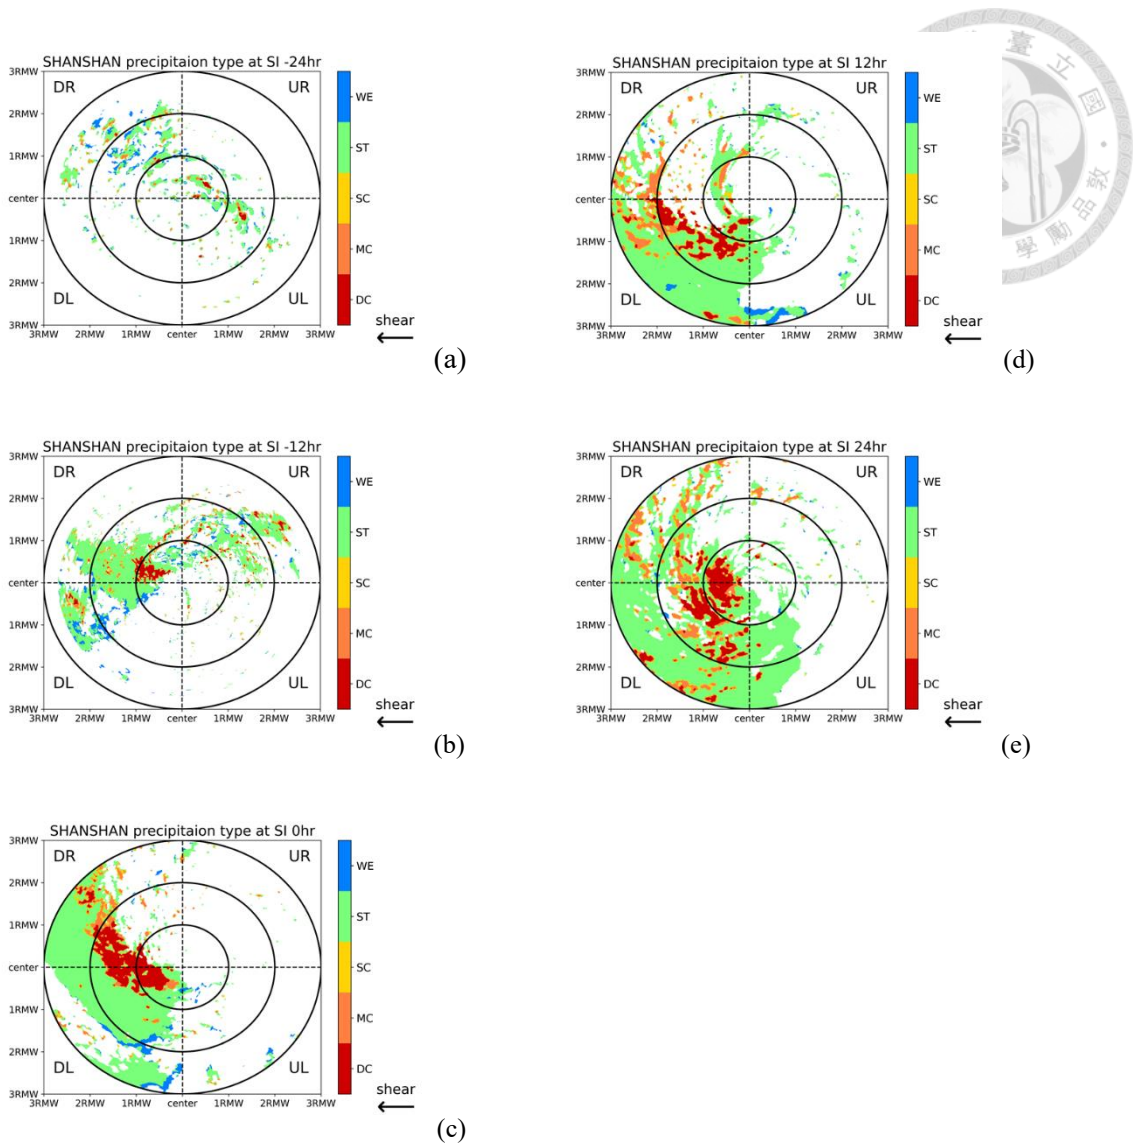 SHANSHAN precipitaion type at SI -24hr
3RMW
2RMW
1RMW
center
1RMW
2RMW
3RMW
DR
UR
DL
UL
3RMW 2RMW 1RMW center 1RMW 2RMW 3RMW
WE
ST
SC
MC
DC
shear
(a)
SHANSHAN precipitaion type at SI 12hr
3RMW
2RMW
1RMW
center
1RMW
2RMW
3RMW
DR
UR
DL
UL
3RMW 2RMW 1RMW center 1RMW 2RMW 3RMW
WE
ST
SC
MC
DC
shear
(d)
臺
立
國
教
品
勵
學
SHANSHAN precipitaion type at SI -12hr
3RMW
2RMW
1RMW
center
1RMW
2RMW
3RMW
DR
UR
DL
UL
3RMW 2RMW 1RMW center 1RMW 2RMW 3RMW
WE
ST
SC
MC
DC
shear
(b)
SHANSHAN precipitaion type at SI 24hr
3RMW
2RMW
1RMW
center
1RMW
2RMW
3RMW
DR
UR
DL
UL
3RMW 2RMW 1RMW center 1RMW 2RMW 3RMW
WE
ST
SC
MC
DC
shear
(e)
SHANSHAN precipitaion type at SI 0hr
3RMW
2RMW
1RMW
center
1RMW
2RMW
3RMW
DR
UR
DL
UL
3RMW 2RMW 1RMW center 1RMW 2RMW 3RMW
WE
ST
SC
MC
DC
shear
(c)